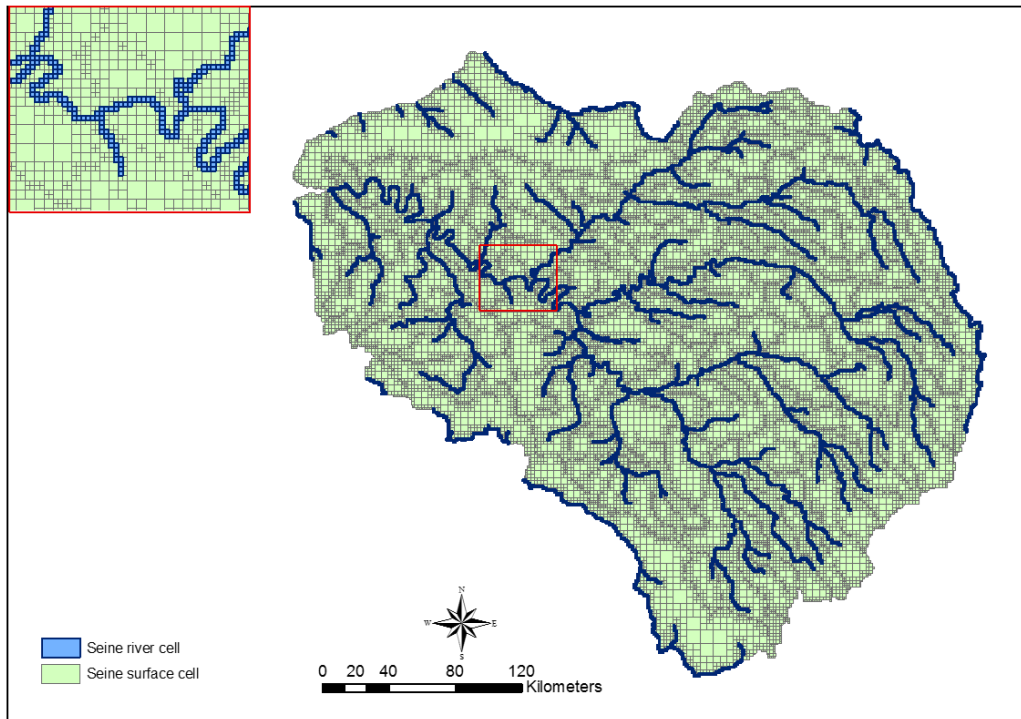 N
W E
S
Seine river cell
Seine surface cell
0 20 40 80 120
Kilometers